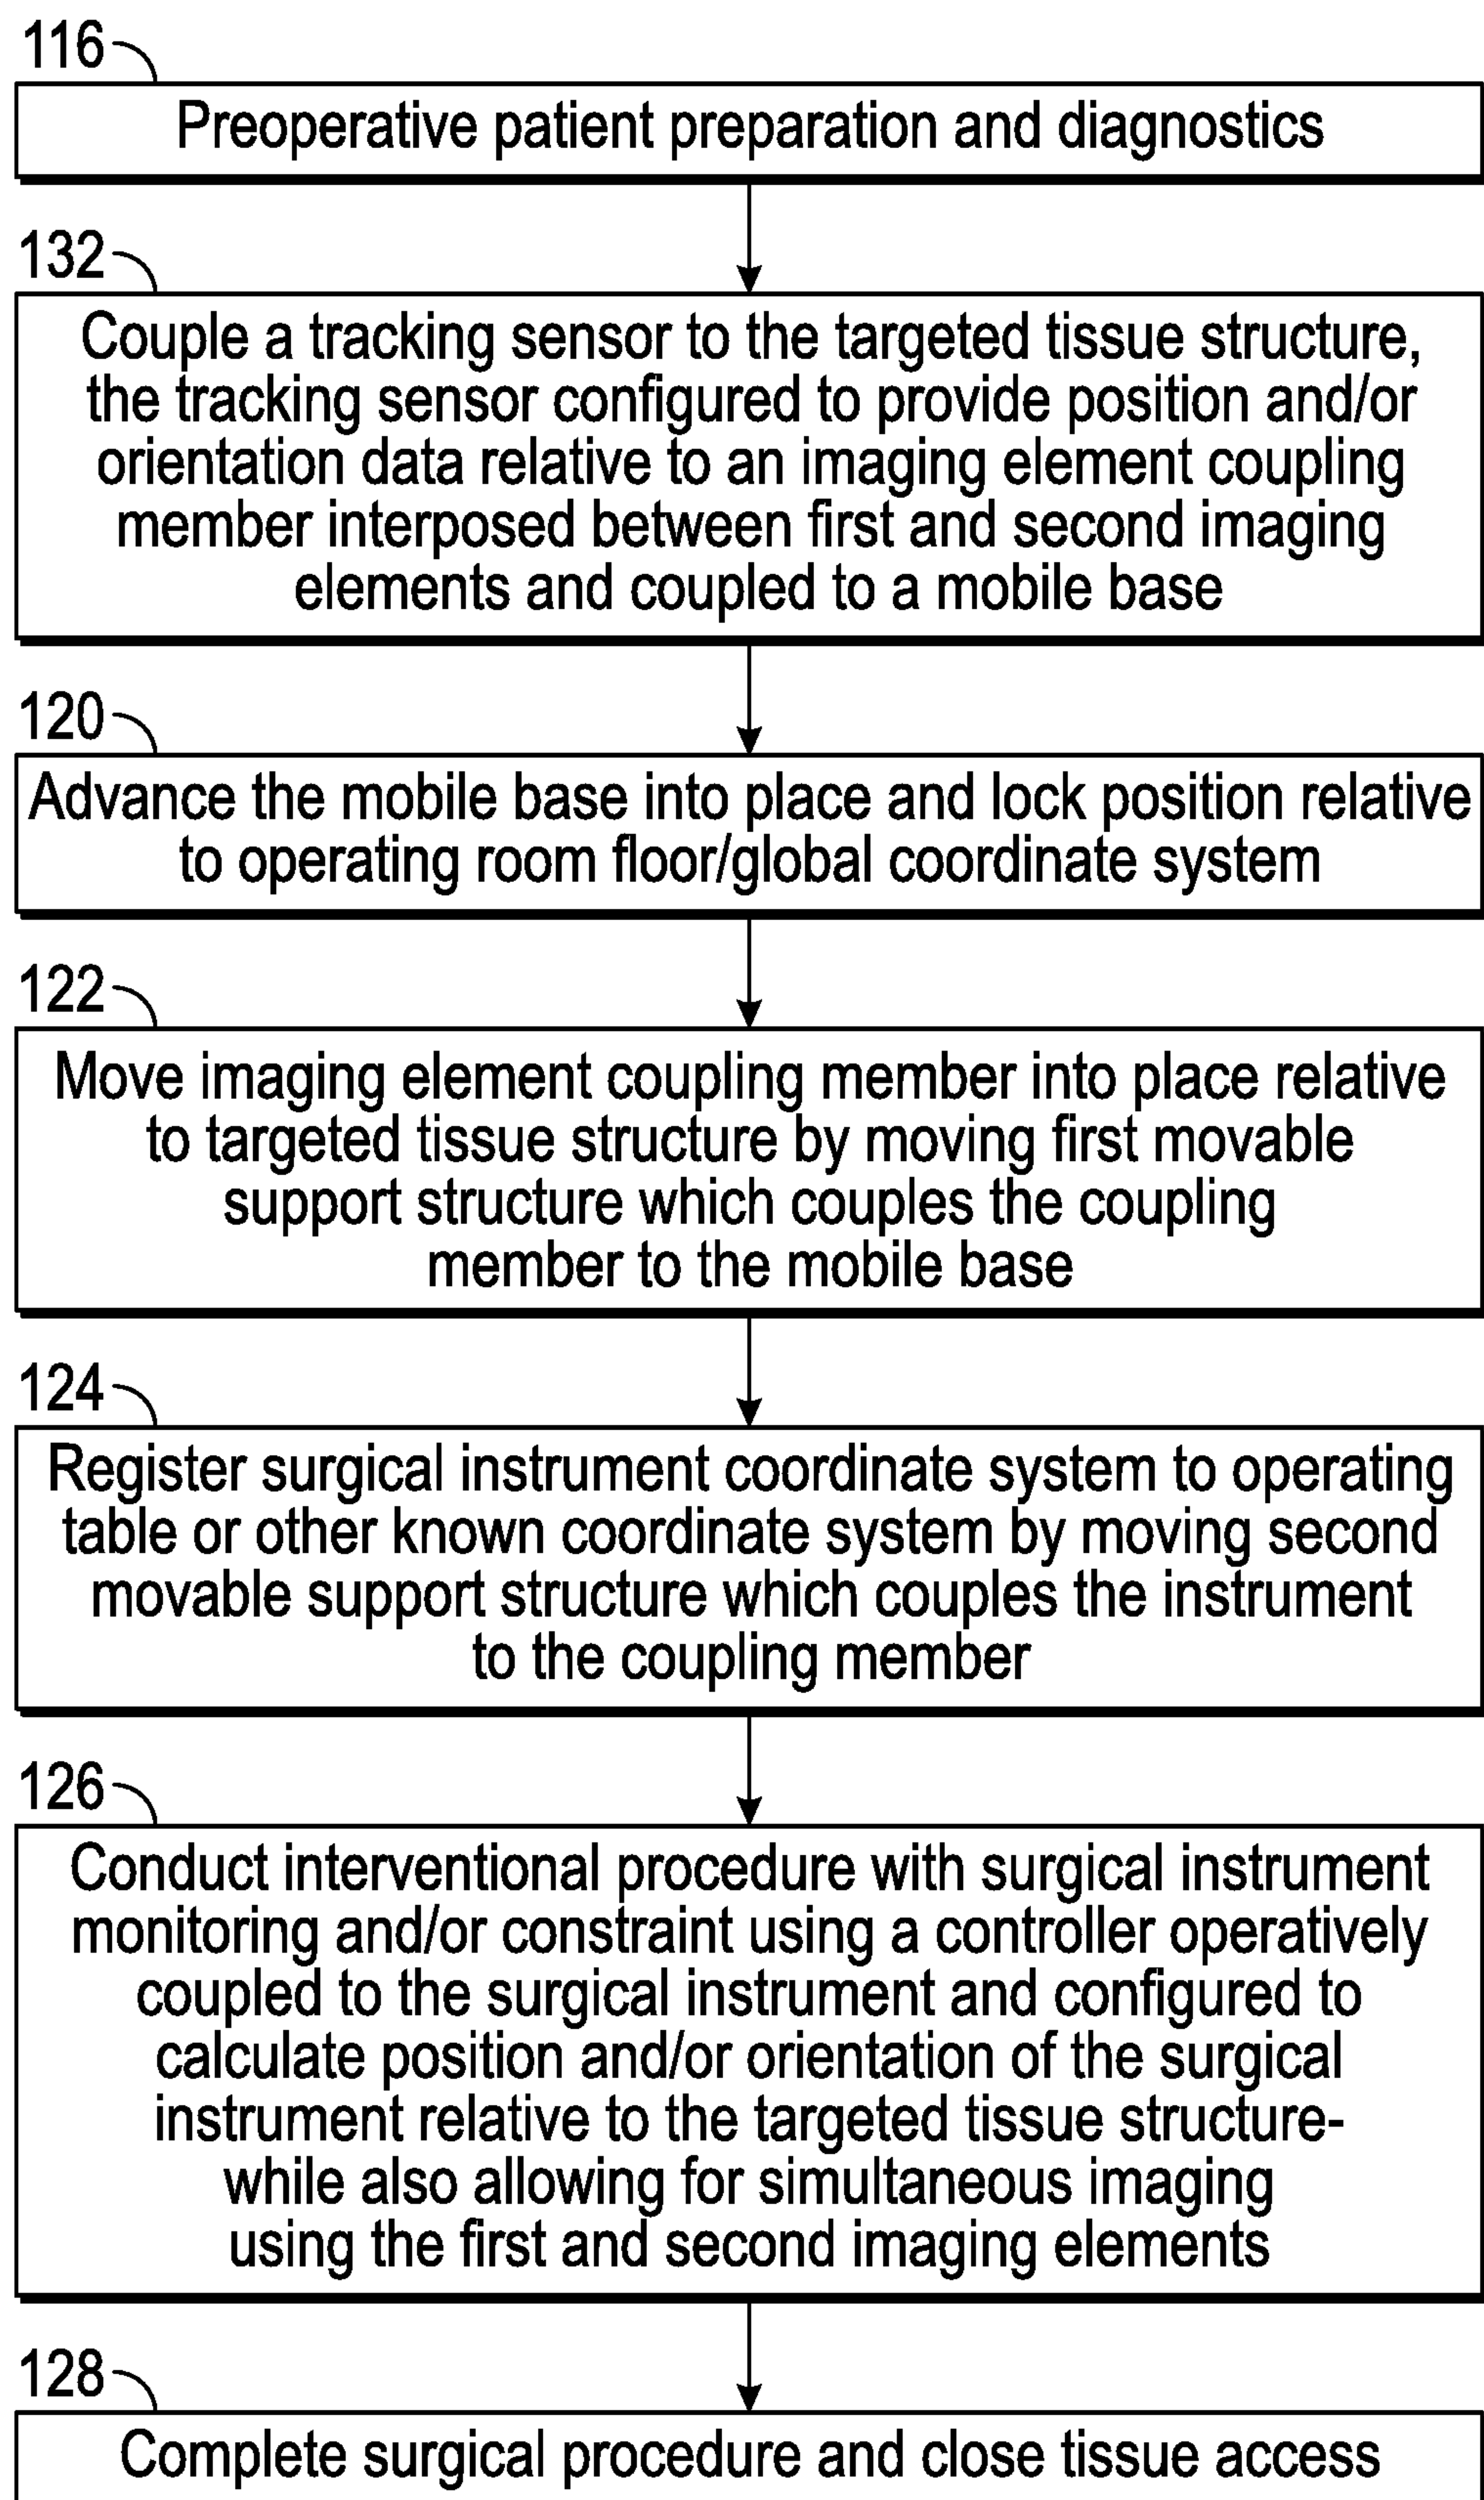 116
Preoperative patient preparation and diagnostics
132
Couple a tracking sensor to the targeted tissue structure,
the tracking sensor configured to provide position and/or
orientation data relative to an imaging element coupling
member interposed between first and second imaging
elements and coupled to a mobile base
120
Advance the mobile base into place and lock position relative
to operating room floor/global coordinate system
122
Move imaging element coupling member into place relative
to targeted tissue structure by moving first movable
support structure which couples the coupling
member to the mobile base
124
Register surgical instrument coordinate system to operating
table or other known coordinate system by moving second
movable support structure which couples the instrument
to the coupling member
126
Conduct interventional procedure with surgical instrument
monitoring and/or constraint using a controller operatively
coupled to the surgical instrument and configured to
calculate position and/or orientation of the surgical
instrument relative to the targeted tissue structure-
while also allowing for simultaneous imaging
using the first and second imaging elements
128
Complete surgical procedure and close tissue access